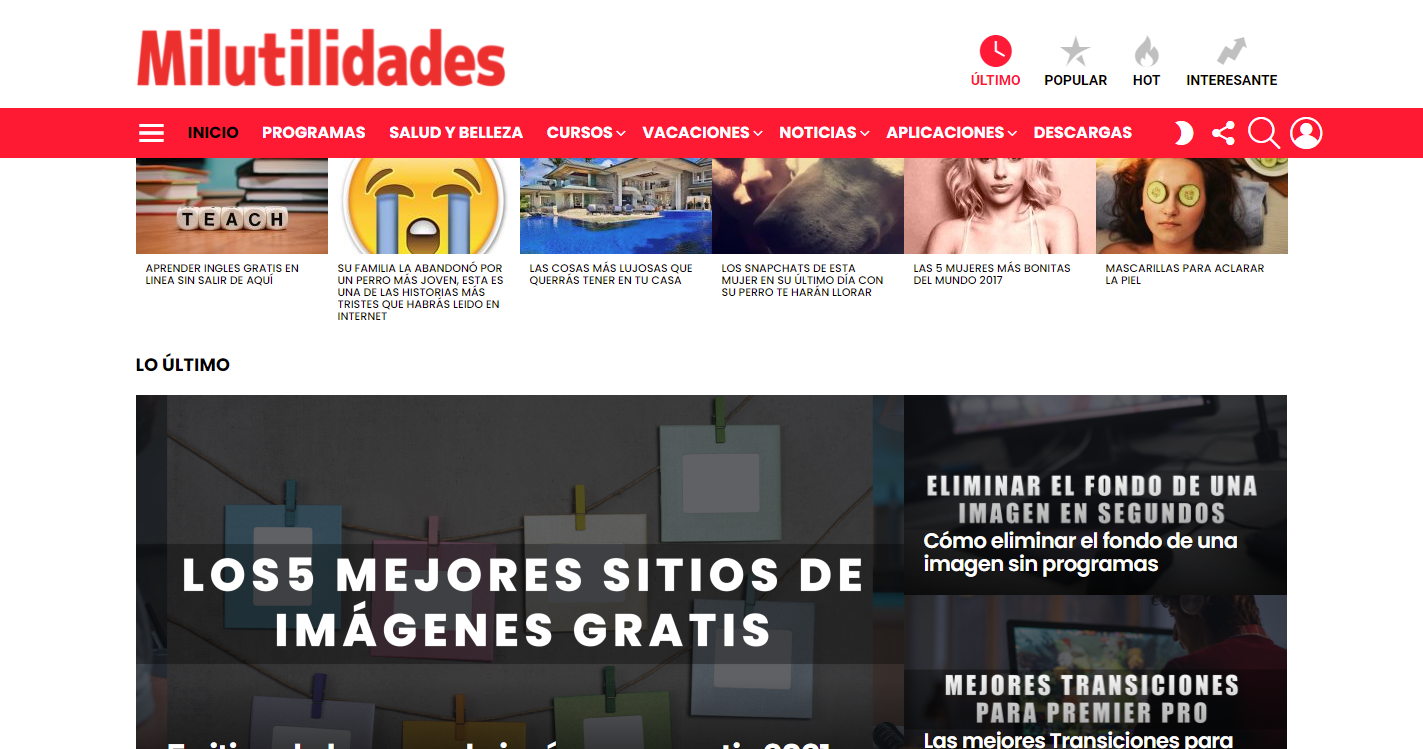 Milutilidades
ÚLTIMO
POPULAR
HOT
INTERESANTE
INICIO
PROGRAMAS
SALUD Y BELLEZA
CURSOS
VACACIONES
NOTICIAS
APLICACIONES
DESCARGAS
TEACH
APRENDER INGLES GRATIS EN
LINEA SIN SALIR DE AQUÍ
SU FAMILIA LA ABANDONÓ POR
UN PERRO MÁS JOVEN, ESTA ES
UNA DE LAS HISTORIAS MÁS
TRISTES QUE HABRÁS LEIDO EN
INTERNET
LAS COSAS MÁS LUJOSAS QUE
QUERRÁS TENER EN TU CASA
LOS SNAPCHATS DE ESTA
MUJER EN SU ÚLTIMO DÍA CON
SU PERRO TE HARÁN LLORAR
LAS 5 MUJERES MÁS BONITAS
DEL MUNDO 2017
MASCARILLAS PARA ACLARAR
LA PIEL
LO ÚLTIMO
LOS5 MEJORES SITIOS DE
IMÁGENES GRATIS
ELIMINAR EL FONDO DE UNA
IMAGEN EN SEGUNDOS
Cómo eliminar el fondo de una
imagen sin programas
MEJORES TRANSICIONES
PARA PREMIER PRO
Las mejores Transiciones para